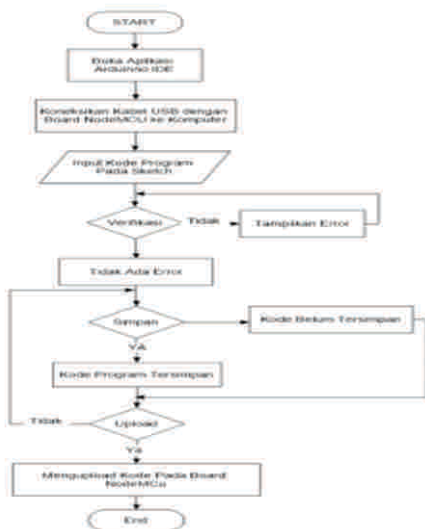 START
Buka Aplikasi
Arduino IDE
Koneksikan Kabel USB dengan
Board NodeMCU ke Komputer
Input Kode Program
Pada Sketch
Verifikasi
Tidak
Tampilkan Error
Tidak Ada Error
Simpan
Kode Belum Tersimpan
YA
Kode Program Tersimpan
Tidak
Upload
Ya
Mengupload Kode Pada Board
NodeMCu
End